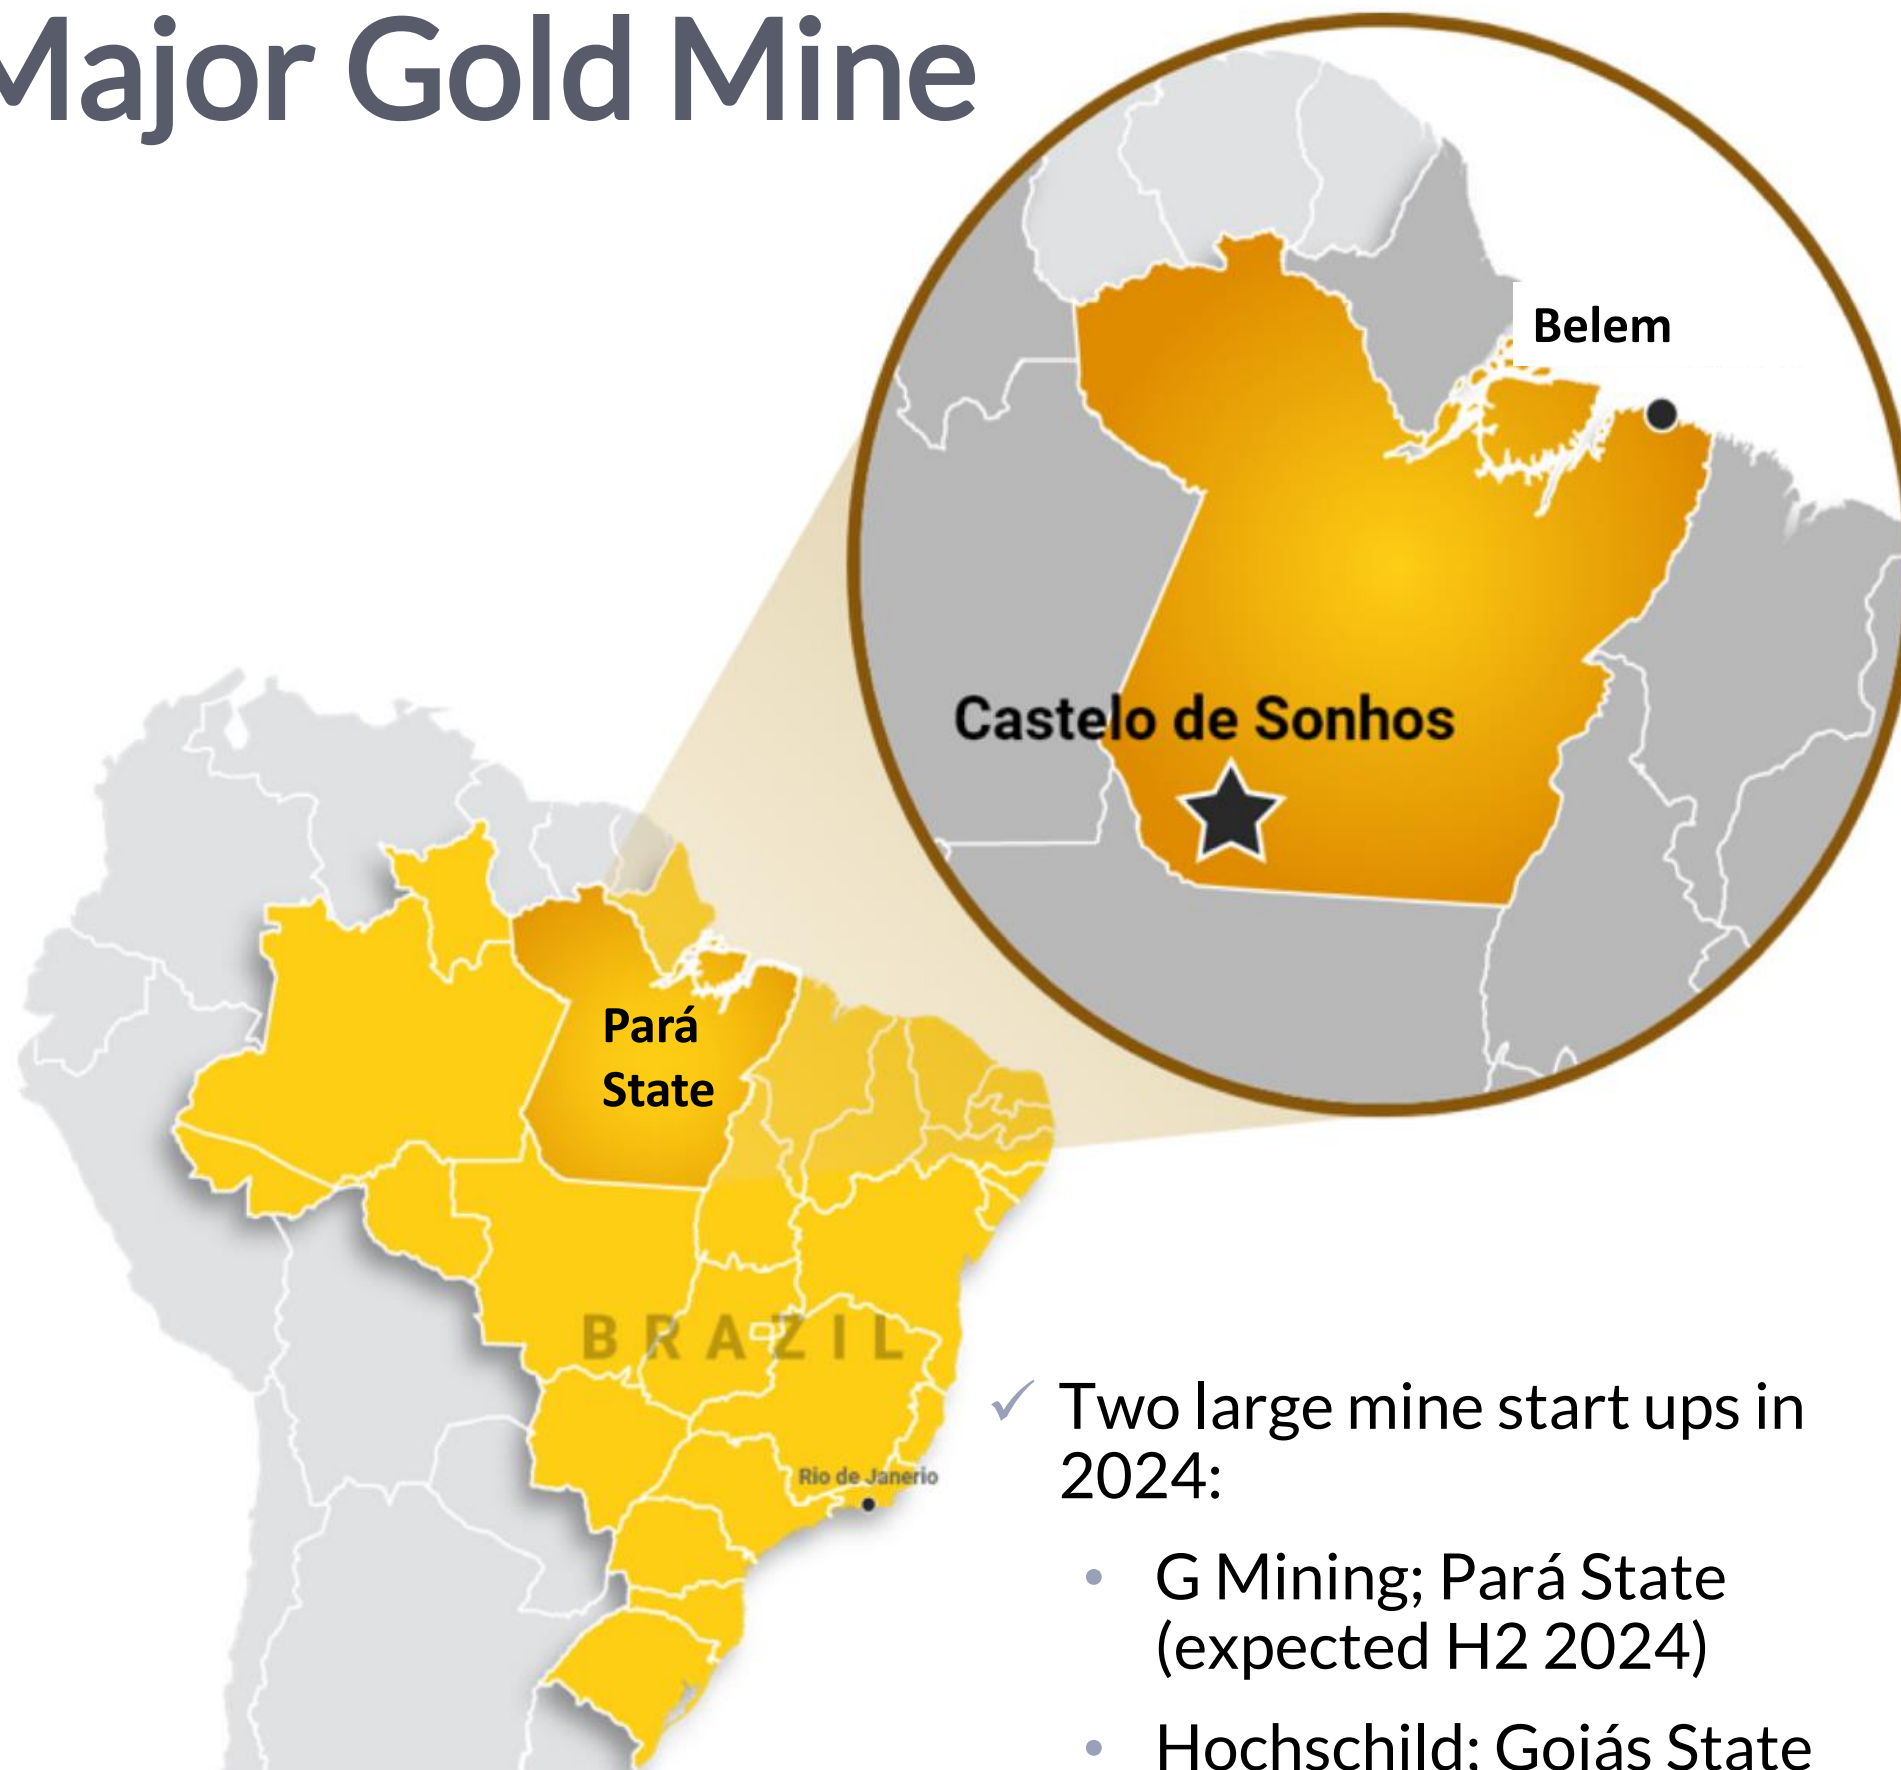 Major Gold Mine
Belem
Castelo de Sonhos
Pará
State
BRAZIL
Rio de Janerio
✓ Two large mine start ups in
2024:
• G Mining; Pará State
(expected H2 2024)
• Hochschild; Goiás State